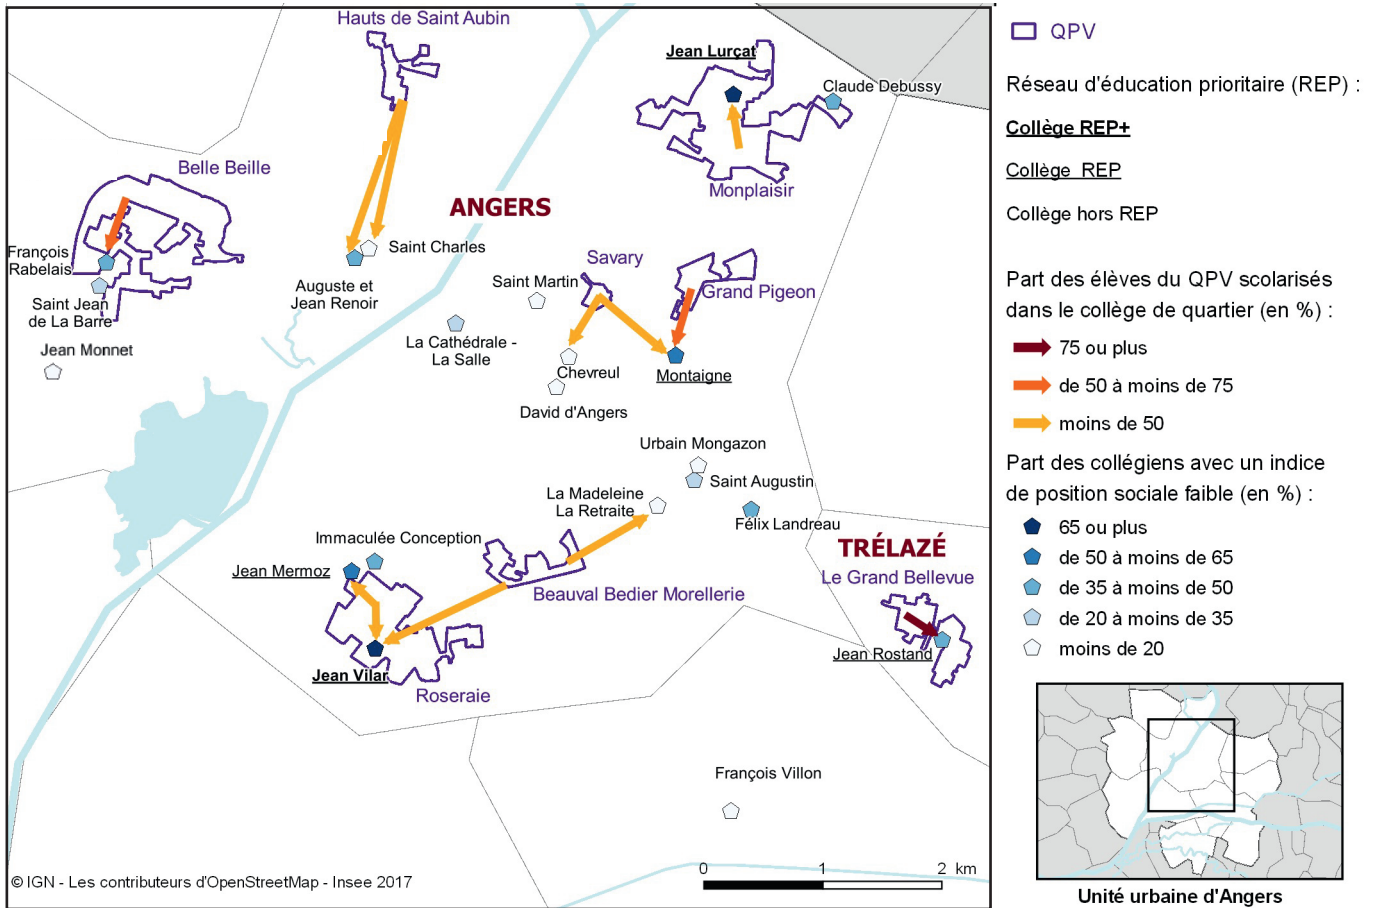 Hauts de Saint Aubin
Jean Lurçat
Claude Debussy
Belle Beille
Monplaisir
ANGERS
François
Rabelais
Saint Charles
Savary
Saint Martin
Grand Pigeon
Auguste et
Jean Renoir
Saint Jean
de La Barre
La Cathédrale -
La Salle
Jean Monnet
Chevreul
Montaigne
David d'Angers
Urbain Mongazon
Saint Augustin
La Madeleine
La Retraite
Félix Landreau
Immaculée Conception
TRÉLAZÉ
Jean Mermoz
Le Grand Bellevue
Beauval Bedier Morellerie
Jean Rostand
Jean Vilar
Roseraie
François Villon
0 1 2 km
© IGN - Les contributeurs d'OpenStreetMap - Insee 2017
QPV
Réseau d'éducation prioritaire (REP) :
Collège REP+
Collège REP
Collège hors REP
Part des élèves du QPV scolarisés
dans le collège de quartier (en %) :
75 ou plus
de 50 à moins de 75
moins de 50
Part des collégiens avec un indice
de position sociale faible (en %) :
65 ou plus
de 50 à moins de 65
de 35 à moins de 50
de 20 à moins de 35
moins de 20
Unité urbaine d'Angers